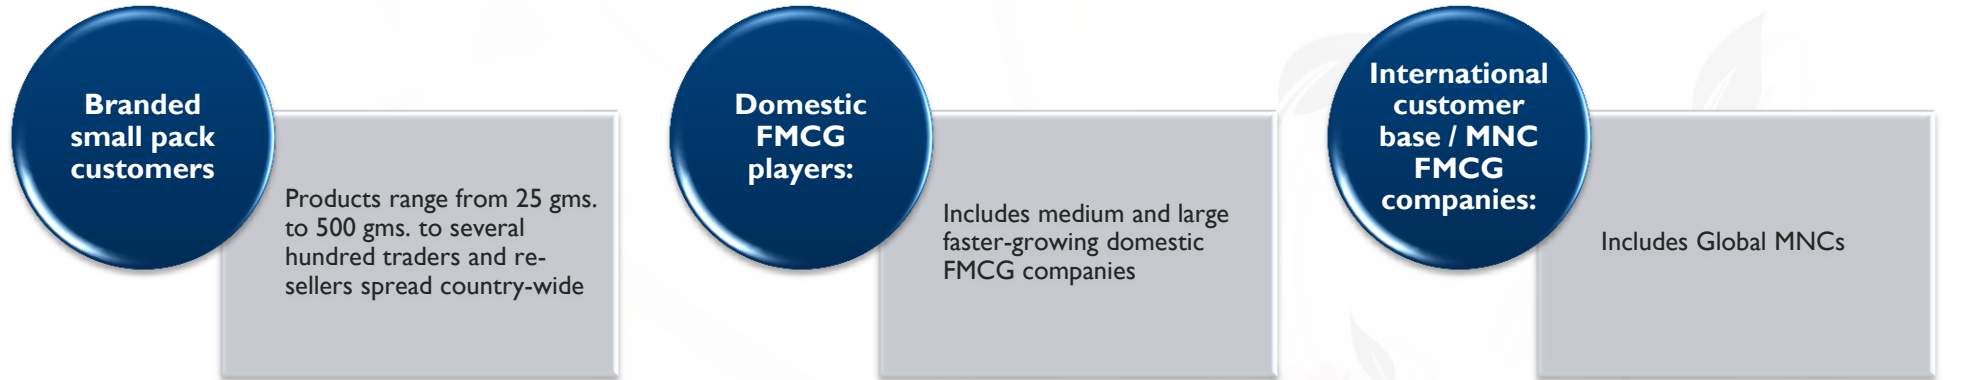 Branded
small pack
customers
Products range from 25 gms.
to 500 gms. to several
hundred traders and re-
sellers spread country-wide
Domestic
FMCG
players:
Includes medium and large
faster-growing domestic
FMCG companies
International
customer
base / MNC
FMCG
companies:
Includes Global MNCs